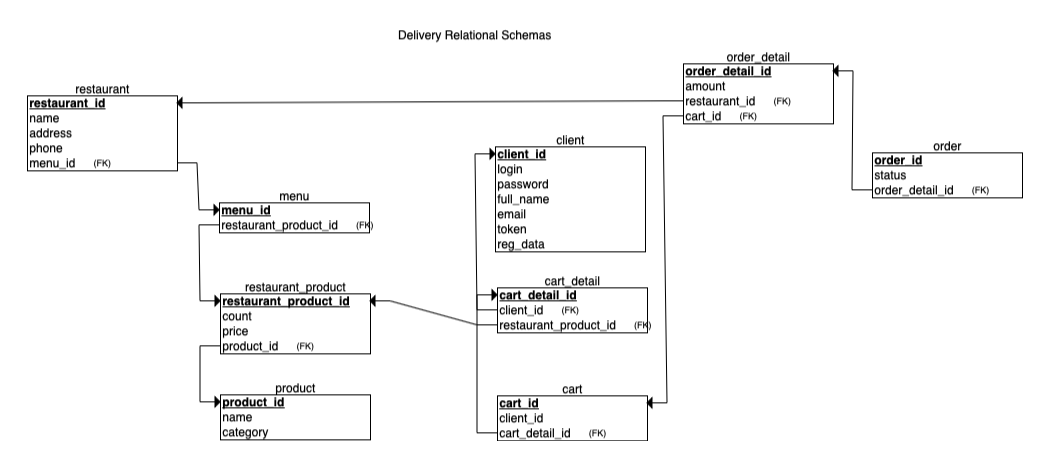 Delivery Relational Schemas
restaurant
restaurant_id
name
address
phone
menu_id (FK)
menu
menu_id
restaurant_product_id (FK)
restaurant_product
restaurant_product_id
count
price
product_id (FK)
product
product_id
name
category
client
client_id
login
password
full_name
email
token
reg_data
cart_detail
cart_detail_id
client_id (FK)
restaurant_product_id (FK)
cart
cart_id
client_id
cart_detail_id (FK)
order_detail
order_detail_id
amount
restaurant_id (FK)
cart_id (FK)
order
order_id
status
order_detail_id (FK)